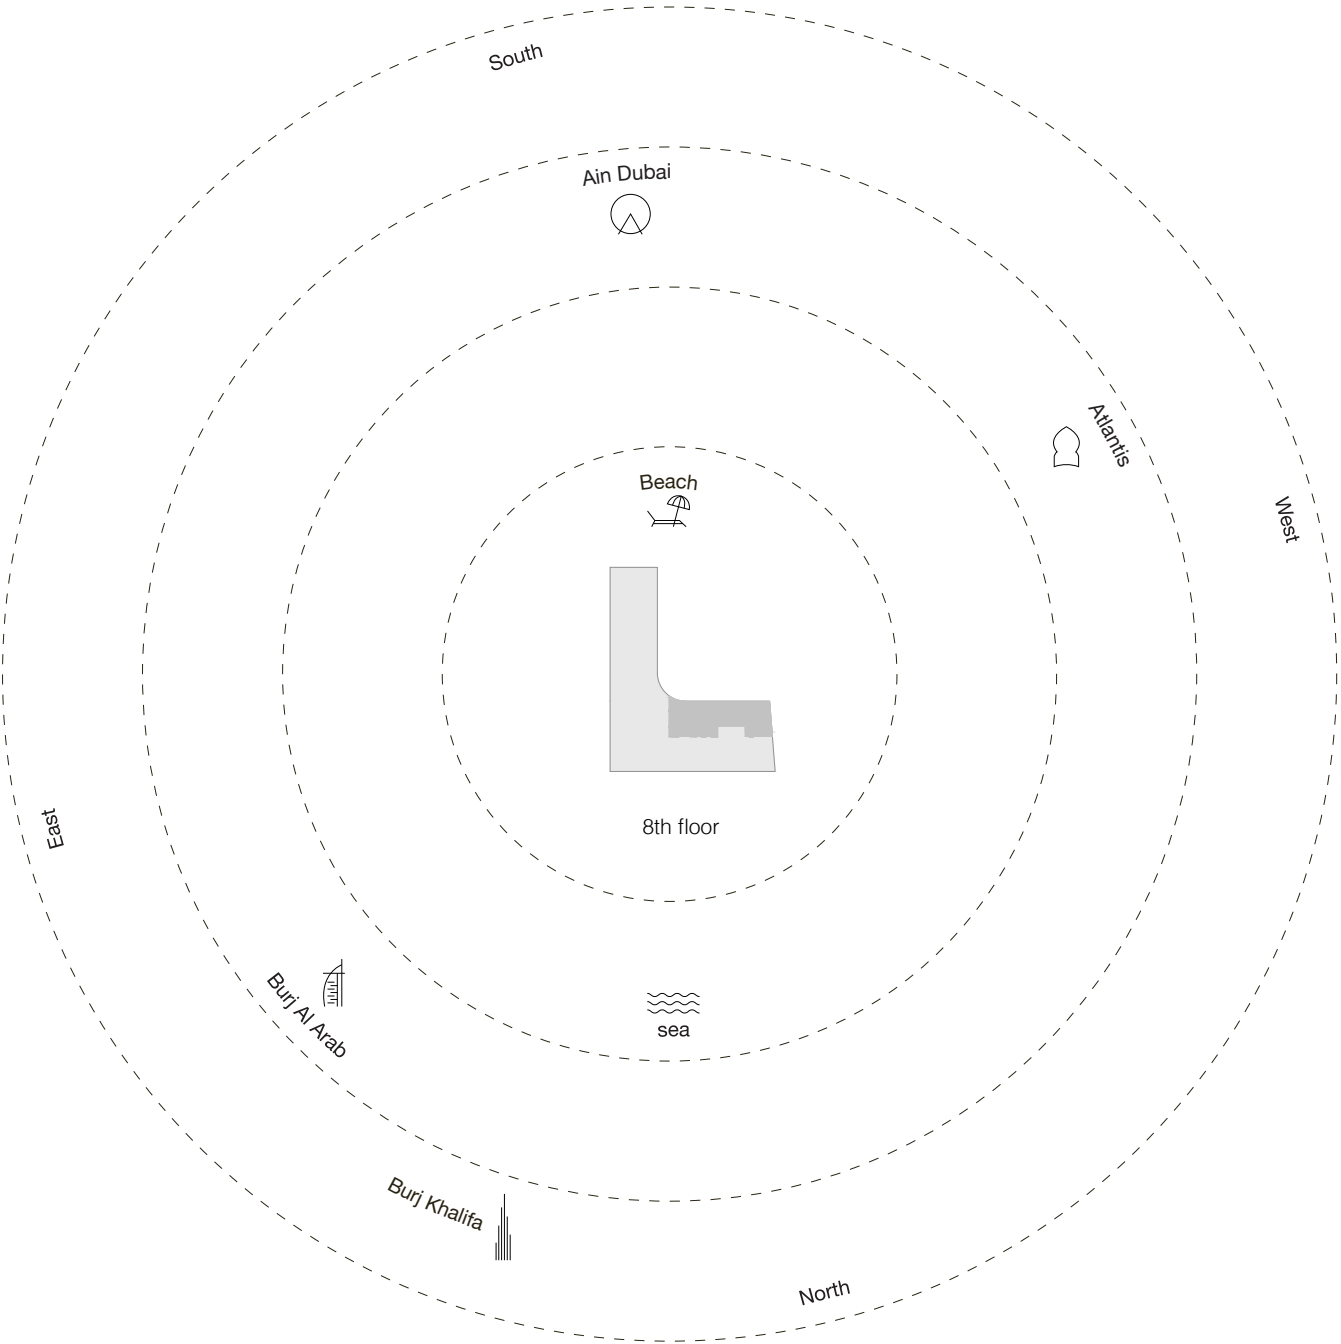 South
Ain Dubai
Atlantis
Beach
West
8th floor
East
Burj Al Arab
sea
Burj Khalifa
North